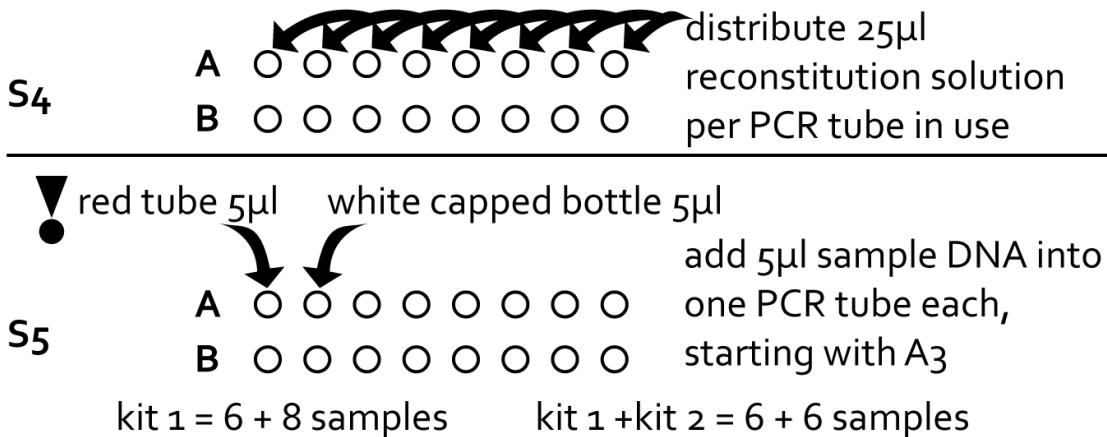 S4
A
B
distribute 25µl
reconstitution solution
per PCR tube in use
red tube 5µl
white capped bottle 5µl
S5
A
B
add 5µl sample DNA into
one PCR tube each,
starting with A3
kit 1 = 6 + 8 samples
kit 1 +kit 2 = 6 + 6 samples